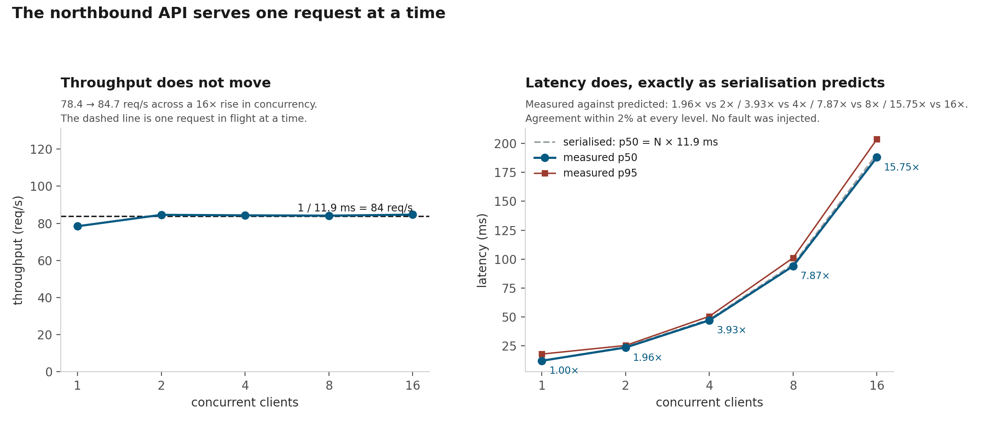 The northbound API serves one request at a time
Throughput does not move
78.4 → 84.7 req/s across a 16× rise in concurrency.
The dashed line is one request in flight at a time.
throughput (req/s)
120
100
80
60
40
20
0
1 / 11.9 ms = 84 req/s
1 2 4 8 16
concurrent clients
Latency does, exactly as serialisation predicts
Measured against predicted: 1.96× vs 2× / 3.93× vs 4× / 7.87× vs 8× / 15.75× vs 16×.
Agreement within 2% at every level. No fault was injected.
latency (ms)
200
175
150
125
100
75
50
25
serialised: p50 = N × 11.9 ms
measured p50
measured p95
1.00×
1.96×
3.93×
7.87×
15.75×
1 2 4 8 16
concurrent clients